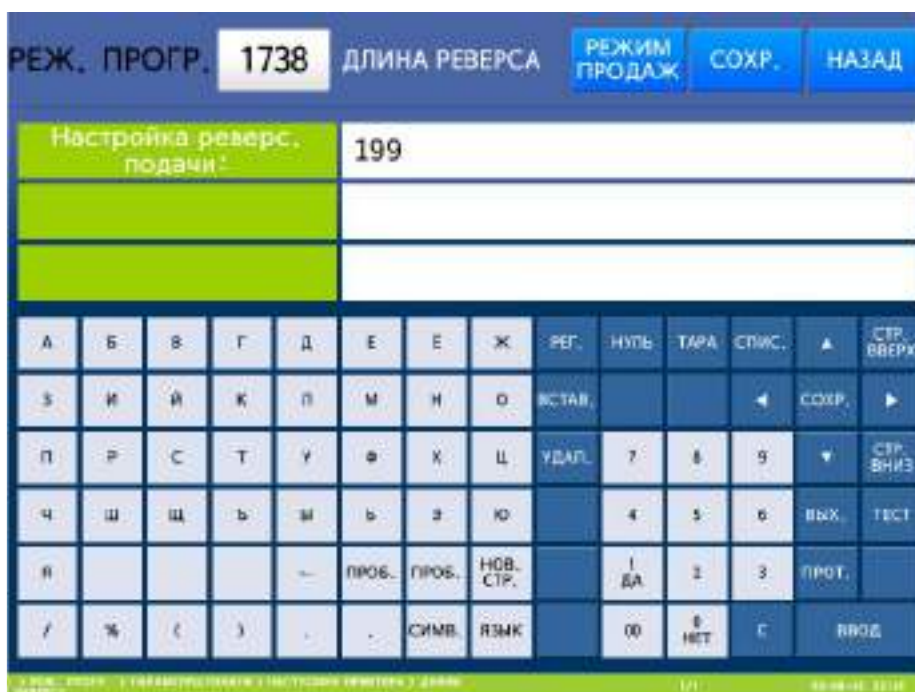 РЕЖ. ПРОГР. 1738 ДЛИНА РЕВЕРСА РЕЖИМ ПРОДАЖ СОХР. НАЗАД
Настройка реверс. 199
подачи:
А Б В Г Д Е Ё Ж РЕГ. НУЛЬ ТАРА СПИС. ▲ СТР. ВВЕРХ
З И Й К Л М Н О ВСТАВ. ◀ СОХР. ▶
П Р С Т У Ф Х Ц УДАЛ. 7 8 9 ▼ СТР. ВНИЗ
Ч Ш Щ Ъ Ы Ь Э Ю 4 5 6 ВЫХ. ТЕСТ
Я ← ПРОБ. ПРОБ. НОВ. СТР. 1 ДА 2 3 ПРОТ.
/ % ( ) СИМВ. ЯЗЫК 00 0 НЕТ С ВВОД
1/1